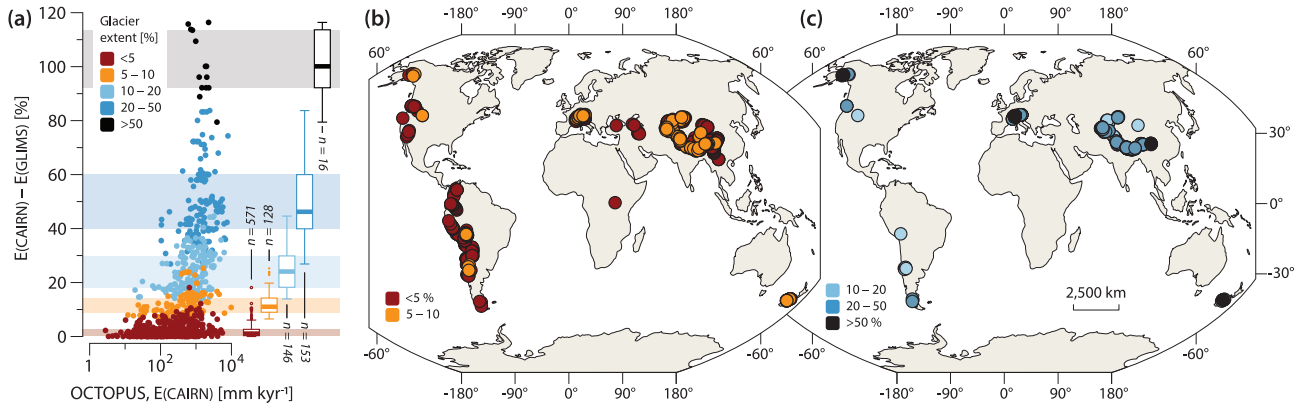 (a)
Glacier
extent [%]
<5
5 – 10
10 – 20
20 – 50
>50
E(CAIRN) – E(GLIMS) [%]
120
100
80
60
40
20
0
1
10²
10⁴
OCTOPUS, E(CAIRN) [mm kyr⁻¹]
n = 571
n = 128
n = 146
n = 153
n = 16
(b)
-180° -90° 0° 90° 180°
60°
-60°
<5 %
5 – 10
-180° -90° 0° 90° 180°
(c)
-180° -90° 0° 90° 180°
60°
60°
30°
0°
-30°
-60°
-60°
10 – 20
20 – 50
>50 %
2,500 km
-180° -90° 0° 90° 180°